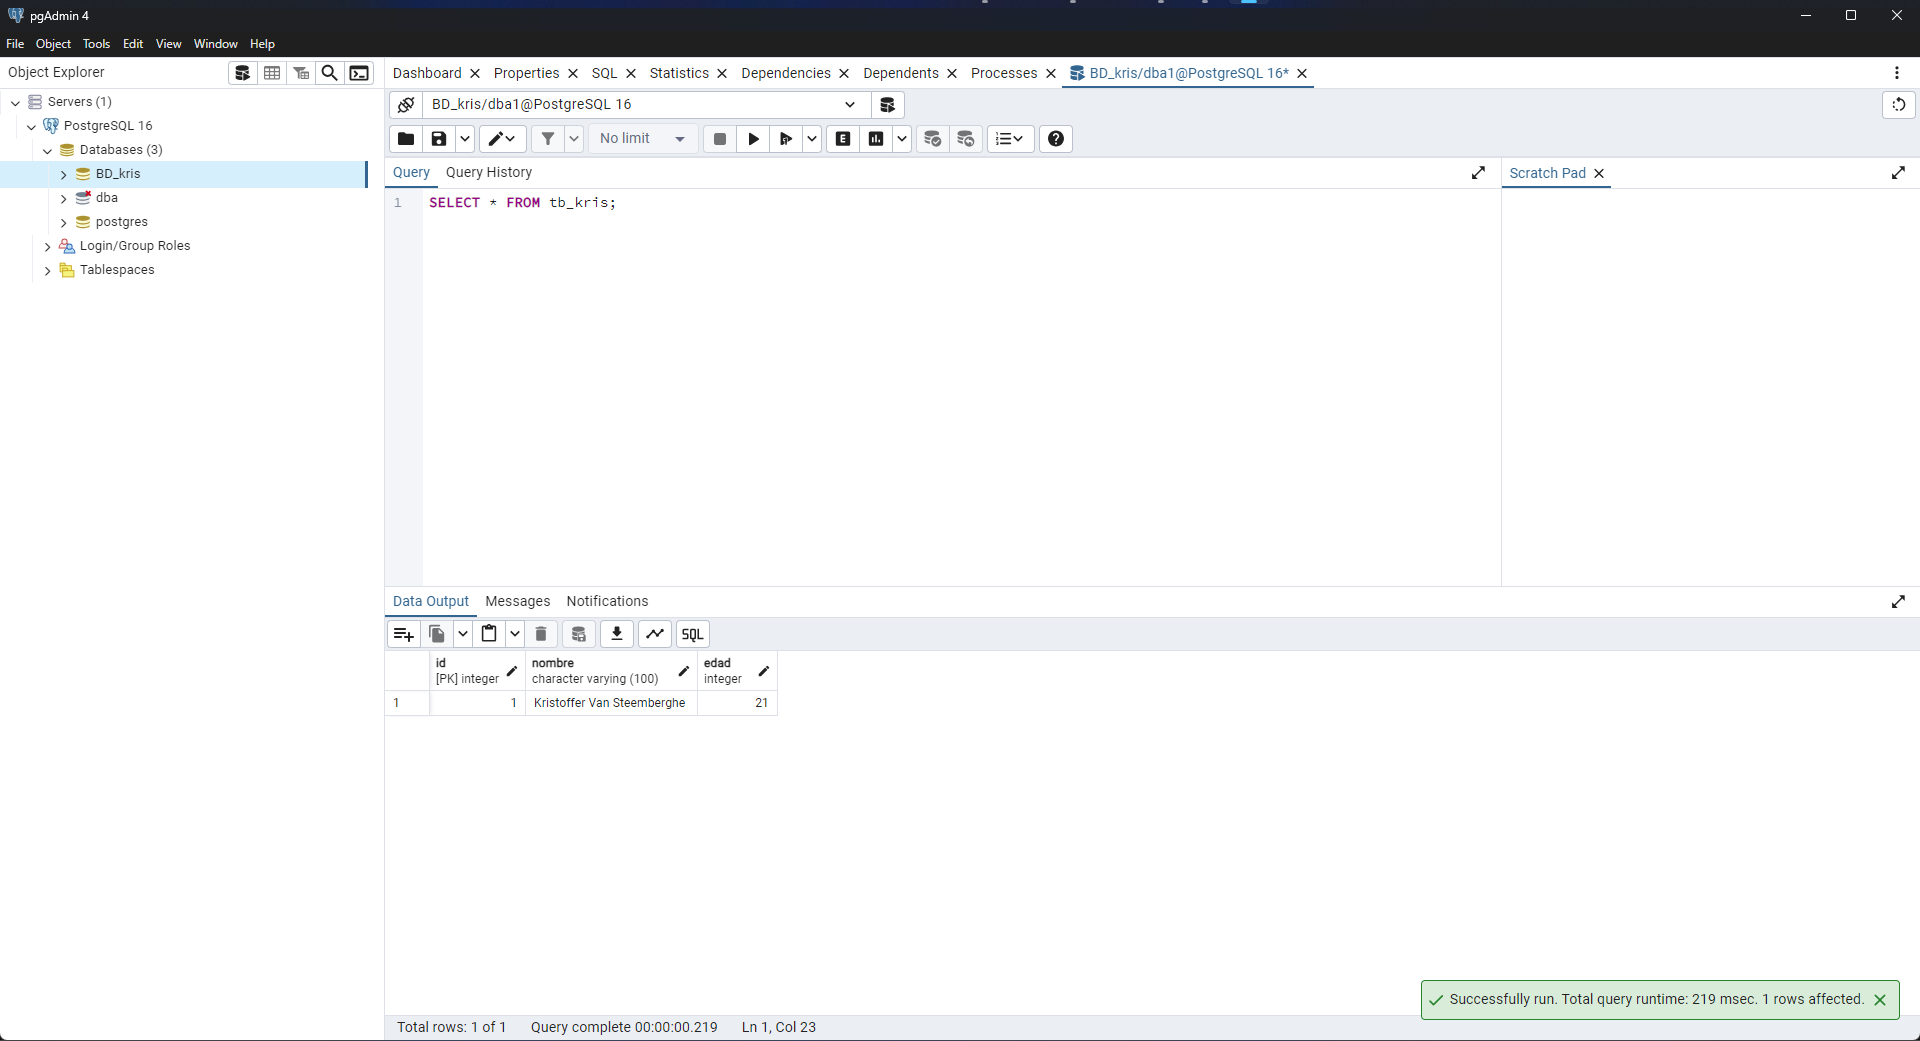 pgAdmin 4
File Object Tools Edit View Window Help
Object Explorer
Servers (1)
PostgreSQL 16
Databases (3)
BD_kris
dba
postgres
Login/Group Roles
Tablespaces
Dashboard Properties SQL Statistics Dependencies Dependents Processes BD_kris/dba1@PostgreSQL 16*
BD_kris/dba1@PostgreSQL 16
No limit
E
Query Query History
Scratch Pad
1 SELECT * FROM tb_kris;
Data Output Messages Notifications
SQL
id nombre edad
[PK] integer character varying (100) integer
1 1 Kristoffer Van Steemberghe 21
Successfully run. Total query runtime: 219 msec. 1 rows affected.
Total rows: 1 of 1 Query complete 00:00:00.219 Ln 1, Col 23